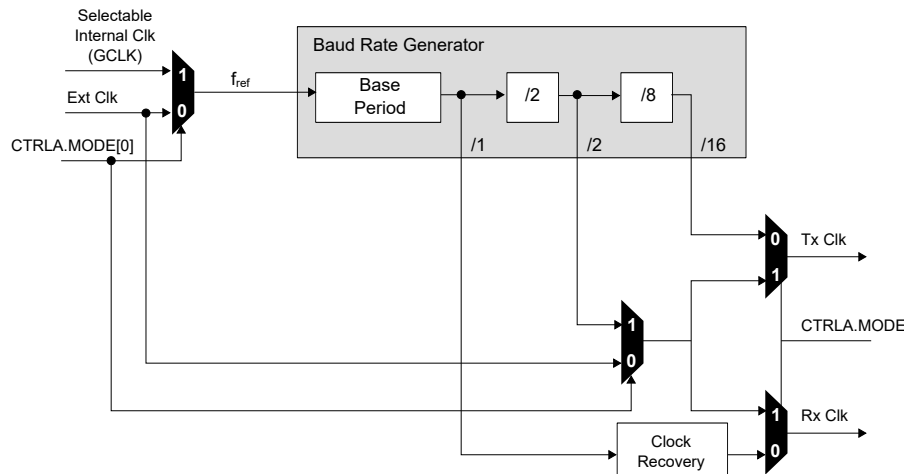 Selectable
Internal Clk
(GCLK)
Ext Clk
CTRLA.MODE[0]
1
0
fref
Baud Rate Generator
Base
Period
/2
/8
/1
/2
/16
0
1
Tx Clk
1
0
CTRLA.MODE
1
0
Rx Clk
Clock
Recovery